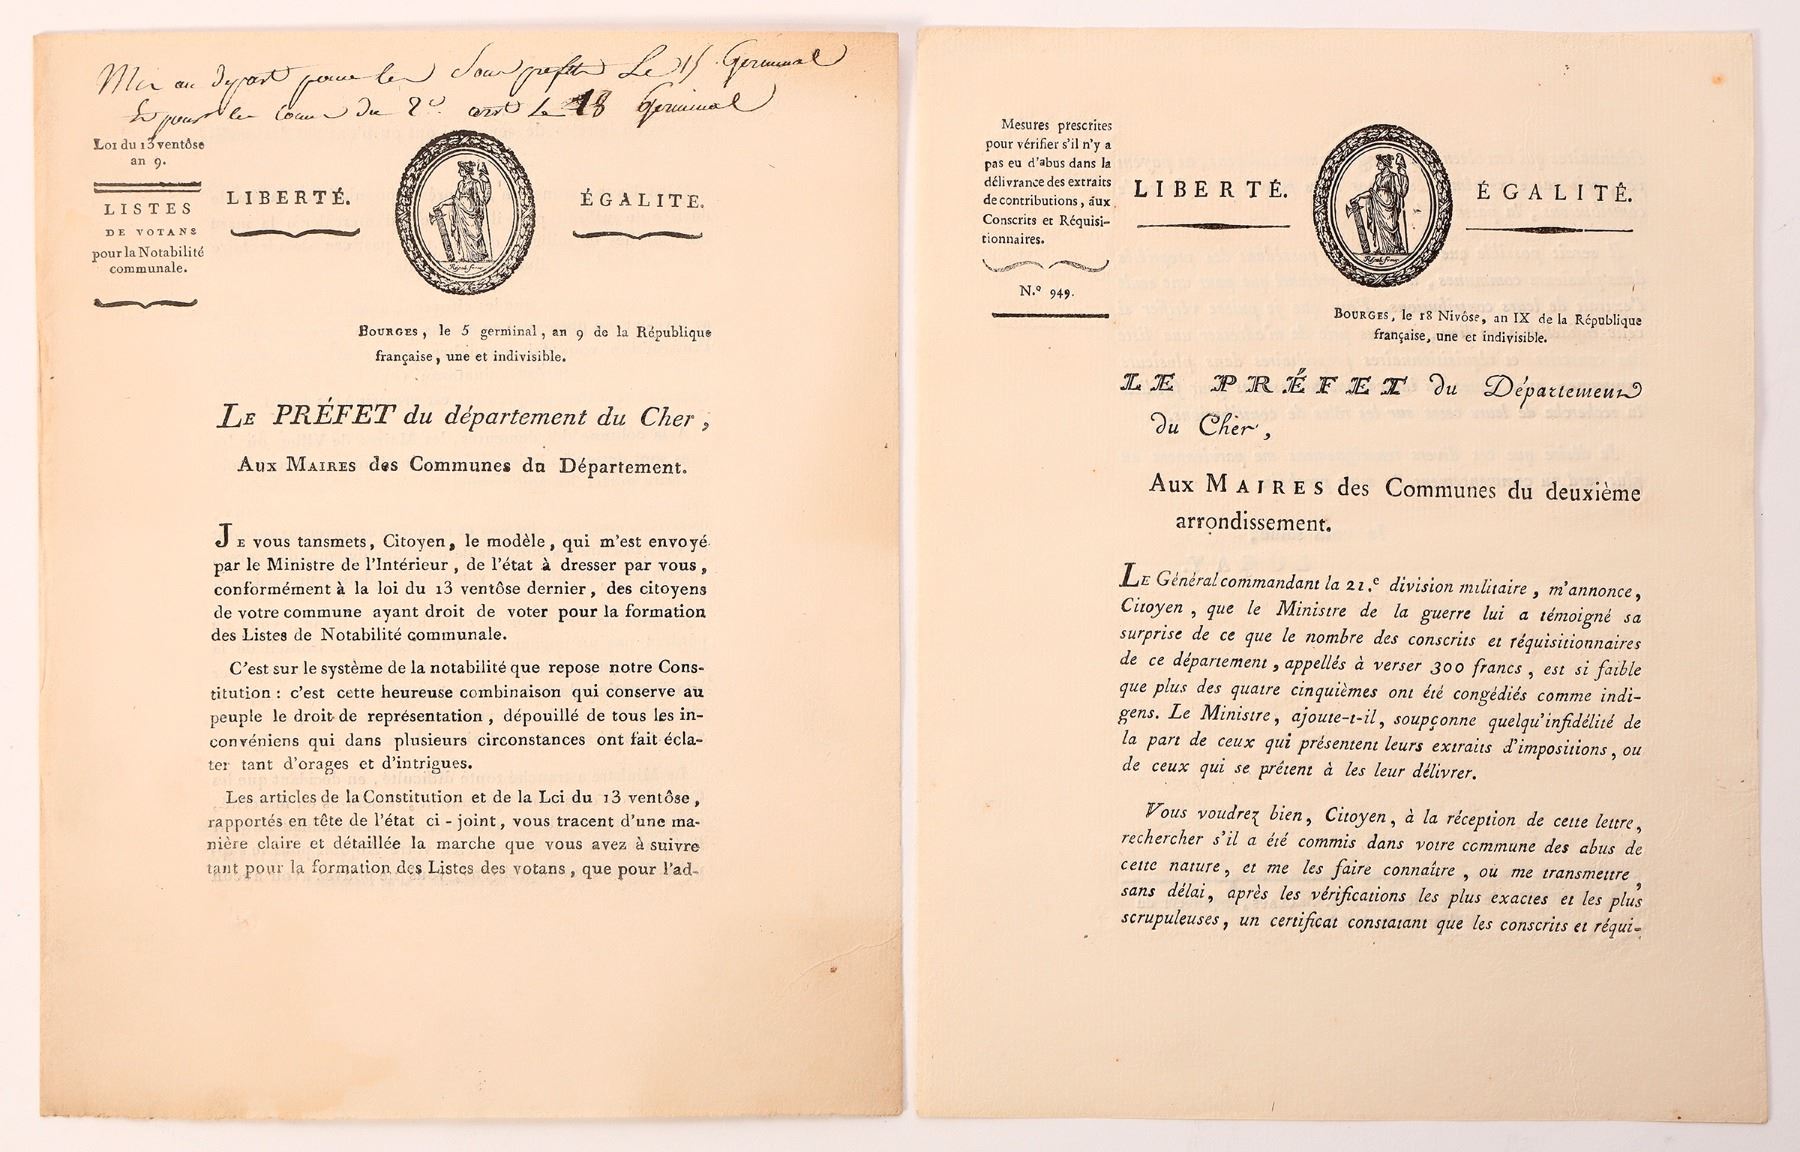 Mis au départ pour les Sous préfets Le 15 Germinal
Et pour les Comm du 2e. arrt Le 18 Germinal
Loi du 13 ventôse
an 9.
LISTES
DE VOTANS
pour la Notabilité
communale.
LIBERTÉ.
ÉGALITE.
BOURGES, le 5 germinal, an 9 de la République
française, une et indivisible.
LE PRÉFET du département du Cher,
AUX MAIRES des Communes du Département.
JE vous tansmets, Citoyen, le modèle, qui m'est envoyé
par le Ministre de l'Intérieur, de l'état à dresser par vous,
conformément à la loi du 13 ventôse dernier, des citoyens
de votre commune ayant droit de voter pour la formation
des Listes de Notabilité communale.
C'est sur le système de la notabilité que repose notre Cons-
titution : c'est cette heureuse combinaison qui conserve au
peuple le droit de représentation, dépouillé de tous les in-
convéniens qui dans plusieurs circonstances ont fait écla-
ter tant d'orages et d'intrigues.
Les articles de la Constitution et de la Loi du 13 ventôse,
rapportés en tête de l'état ci-joint, vous tracent d'une ma-
nière claire et détaillée la marche que vous avez à suivre
tant pour la formation des Listes des votans, que pour l'ad-
Mesures prescrites
pour vérifier s'il n'y a
pas eu d'abus dans la
délivrance des extraits
de contributions, aux
Conscrits et Réquisi-
tionnaires.
N.o 949.
LIBERTÉ.
ÉGALITÉ.
BOURGES, le 18 Nivôse, an IX de la République
française, une et indivisible.
LE PRÉFET du Département
du Cher,
Aux MAIRES des Communes du deuxième
arrondissement.
LE Général commandant la 21.e division militaire, m'annonce,
Citoyen, que le Ministre de la guerre lui a témoigné sa
surprise de ce que le nombre des conscrits et réquisitionnaires
de ce département, appellés à verser 300 francs, est si faible
que plus des quatre cinquièmes ont été congédiés comme indi-
gens. Le Ministre, ajoute-t-il, soupçonne quelqu'infidélité de
la part de ceux qui présentent leurs extraits d'impositions, ou
de ceux qui se prêtent à les leur délivrer.
Vous voudrez bien, Citoyen, à la réception de cette lettre,
rechercher s'il a été commis dans votre commune des abus de
cette nature, et me les faire connaître, ou me transmettre,
sans délai, après les vérifications les plus exactes et les plus
scrupuleuses, un certificat constatant que les conscrits et réqui-